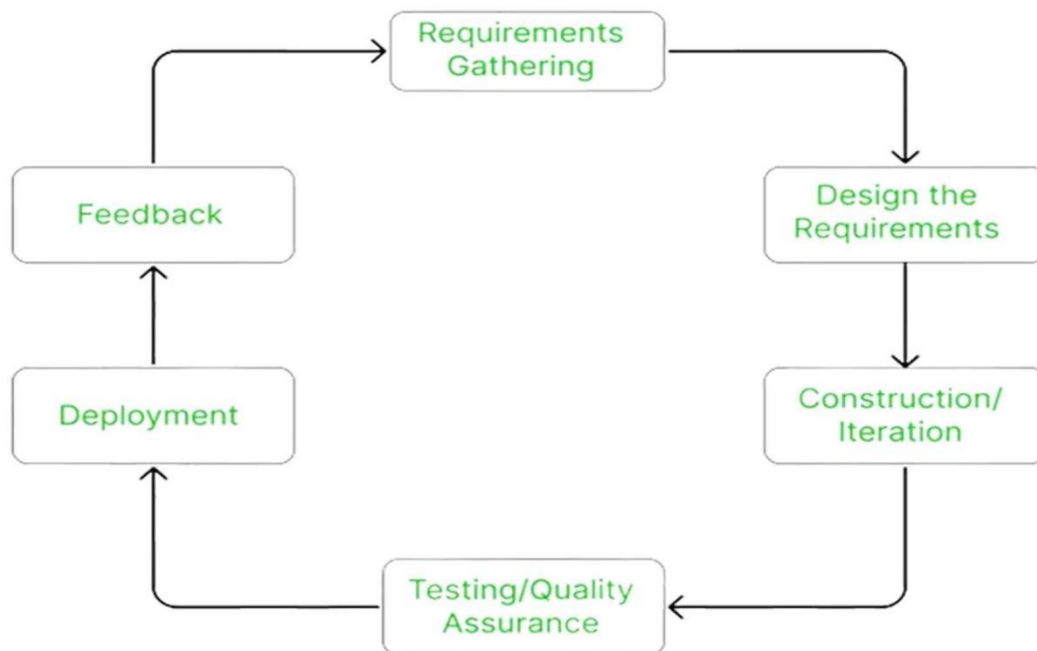 Requirements
Gathering
Design the
Requirements
Construction/
Iteration
Testing/Quality
Assurance
Deployment
Feedback